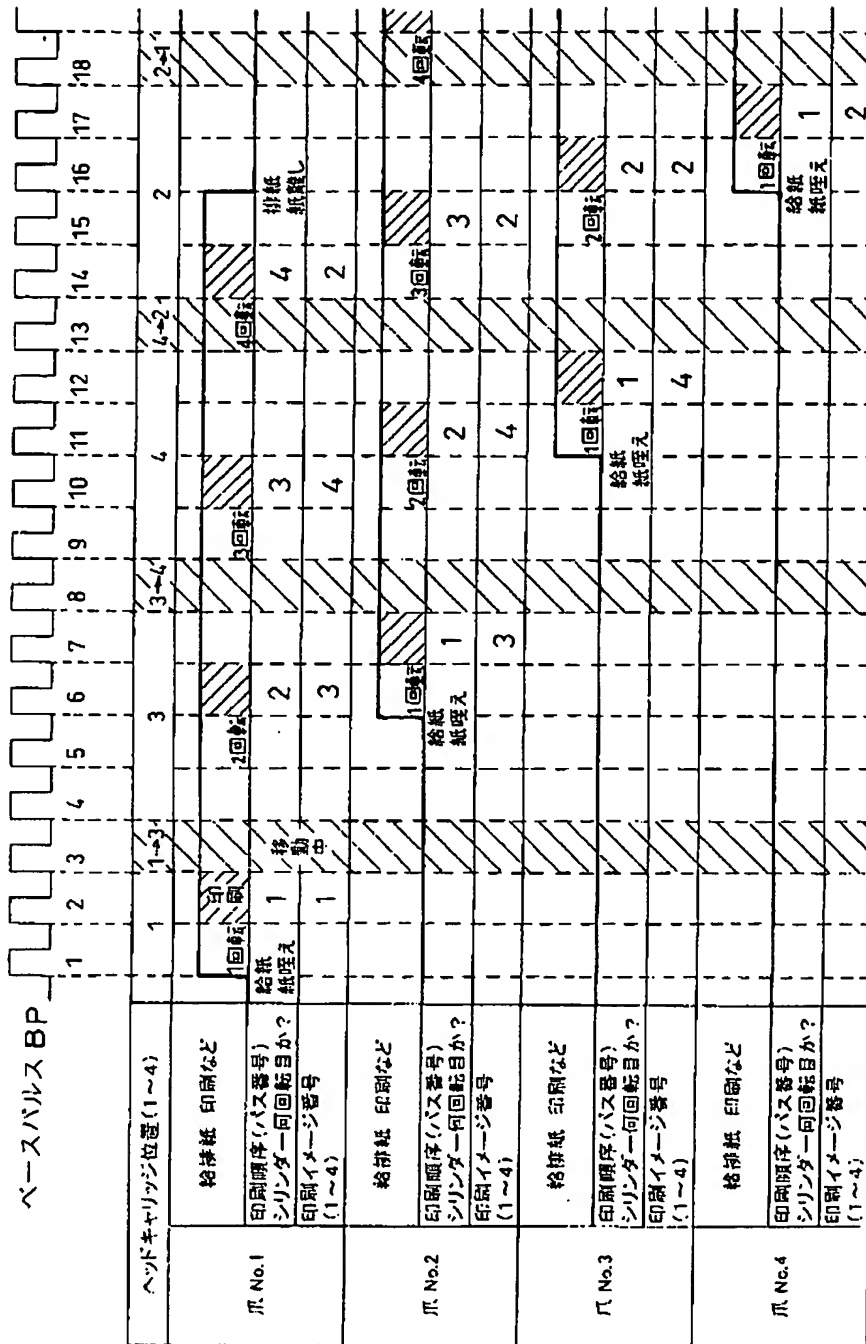 ベースパルスBP
1 2 3 4 5 6 7 8 9 10 11 12 13 14 15 16 17 18
ヘッドキャリッジ位置(1~4)
1 1→3 3 3→4 4 4→2 2 2→1
爪 No.1
給排紙 印刷など
1回転 印刷 2回転 3回転 4回転
印刷順序(パス番号)
シリンダー何回転目か?
給紙
紙咥え
1 移動中 2 3 4
排紙
紙離し
印刷イメージ番号
(1~4)
1 3 4 2
爪 No.2
給排紙 印刷など
1回転 2回転 3回転 4回転
印刷順序(パス番号)
シリンダー何回転目か?
給紙
紙咥え
1 2 3
印刷イメージ番号
(1~4)
3 4 2
爪 No.3
給排紙 印刷など
1回転 2回転
印刷順序(パス番号)
シリンダー何回転目か?
給紙
紙咥え
1 2
印刷イメージ番号
(1~4)
4 2
爪 No.4
給排紙 印刷など
1回転
印刷順序(パス番号)
シリンダー何回転目か?
給紙
紙咥え
1
印刷イメージ番号
(1~4)
2